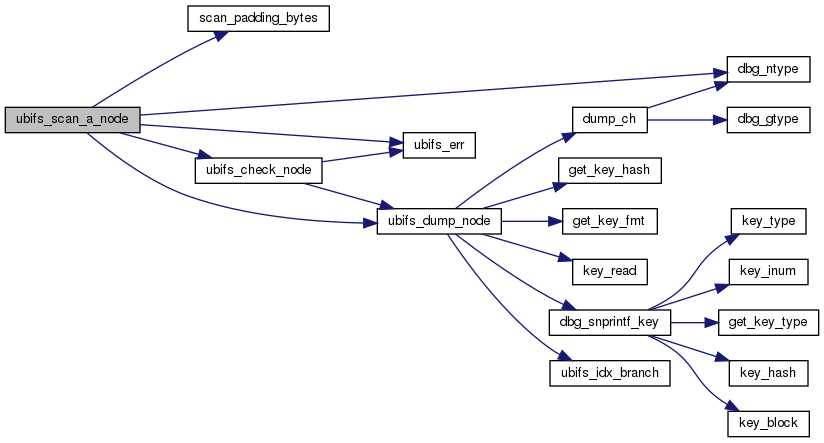 scan_padding_bytes
dbg_ntype
ubifs_scan_a_node
dump_ch
dbg_gtype
ubifs_err
ubifs_check_node
get_key_hash
ubifs_dump_node
get_key_fmt
key_type
key_read
key_inum
dbg_snprintf_key
get_key_type
ubifs_idx_branch
key_hash
key_block